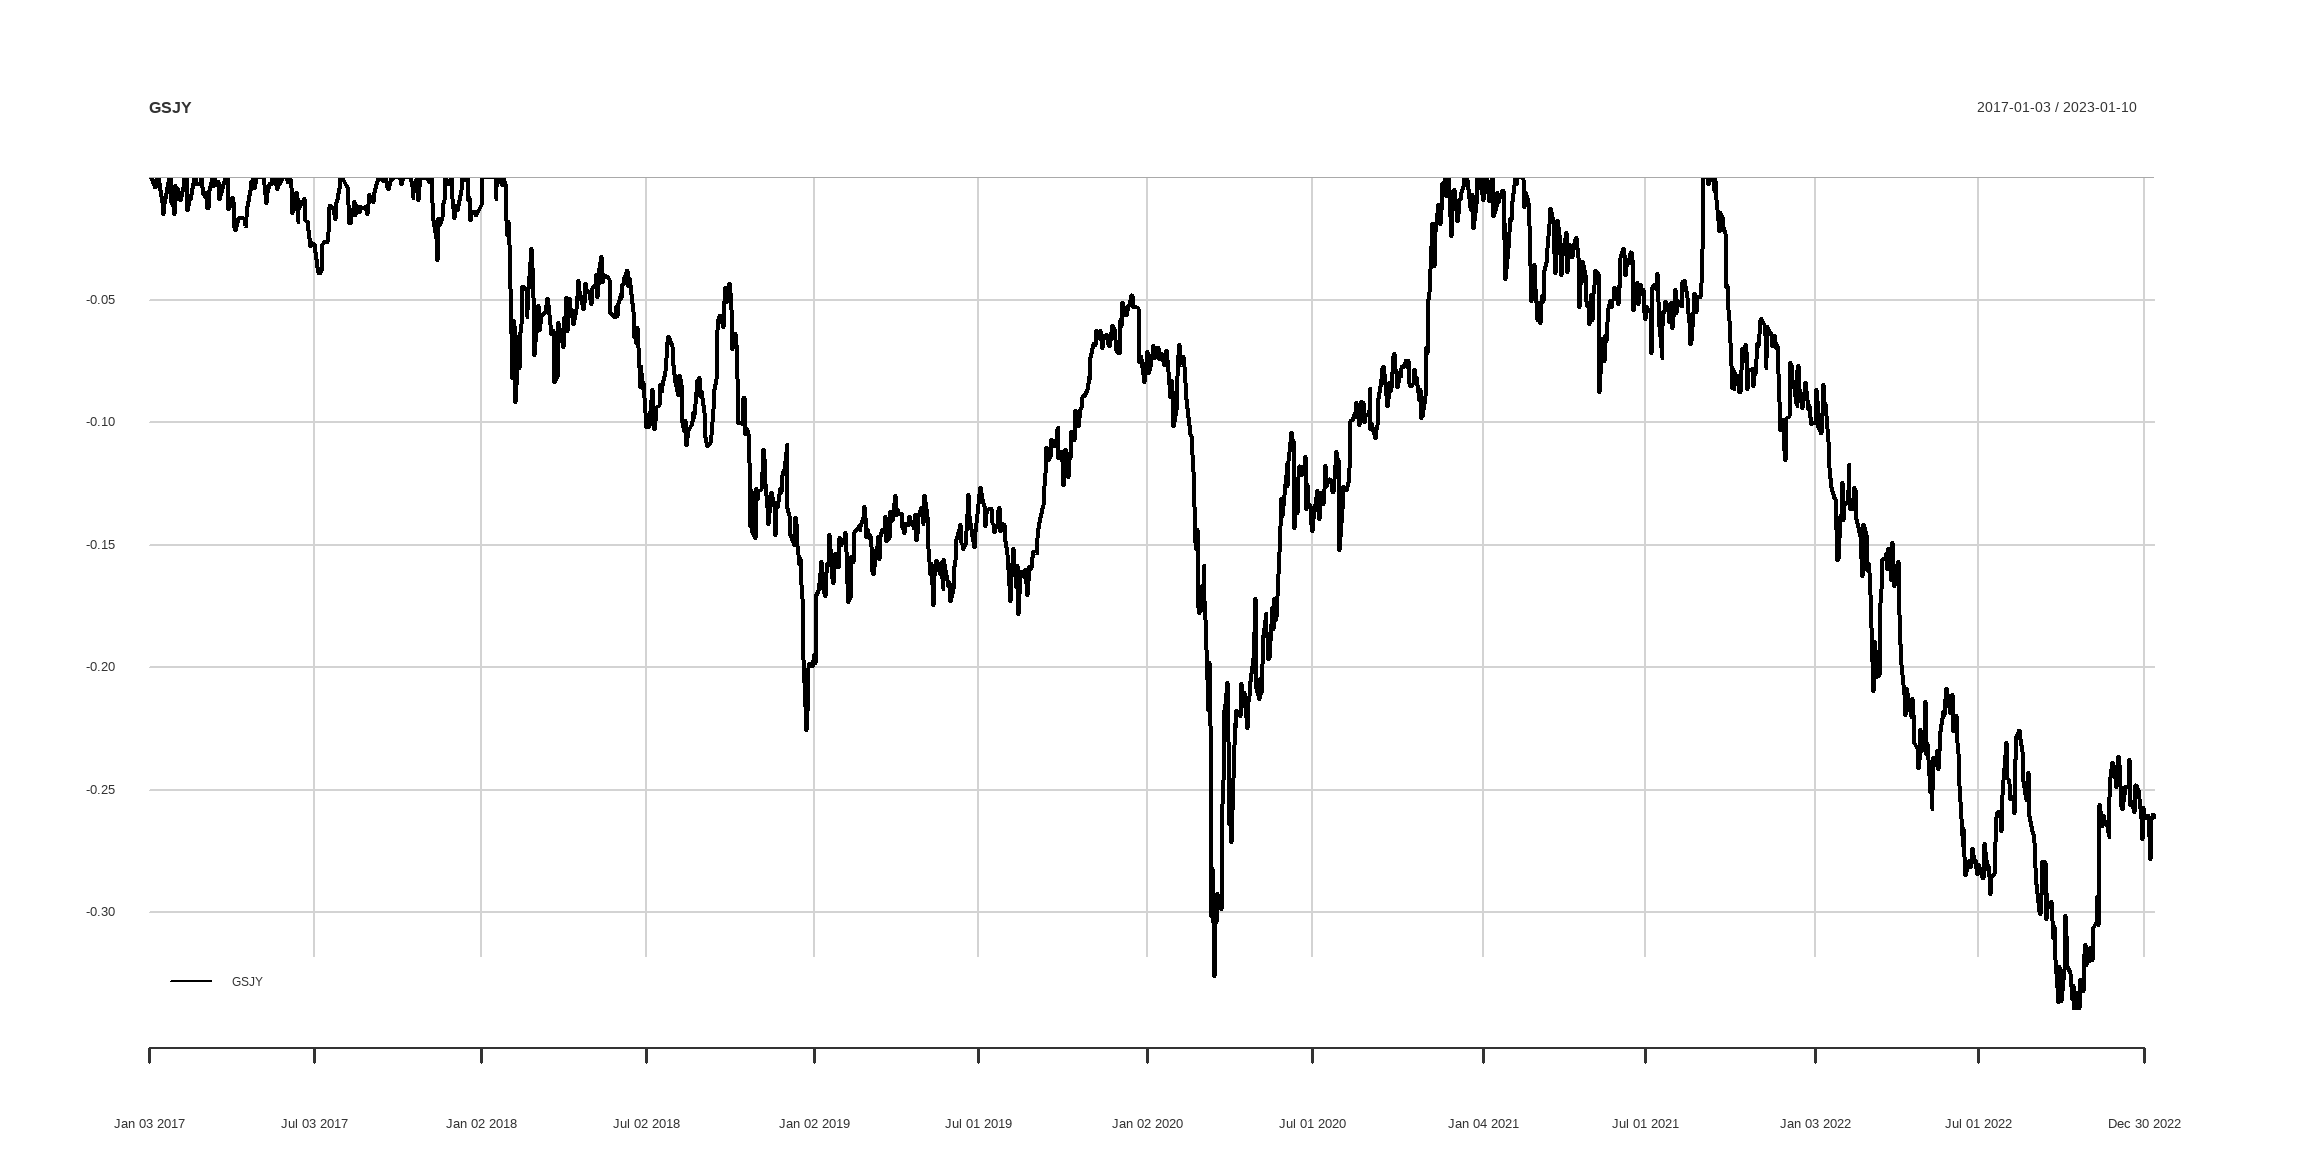 GSJY
2017-01-03 / 2023-01-10
-0.05
-0.10
-0.15
-0.20
-0.25
-0.30
GSJY
Jan 03 2017
Jul 03 2017
Jan 02 2018
Jul 02 2018
Jan 02 2019
Jul 01 2019
Jan 02 2020
Jul 01 2020
Jan 04 2021
Jul 01 2021
Jan 03 2022
Jul 01 2022
Dec 30 2022